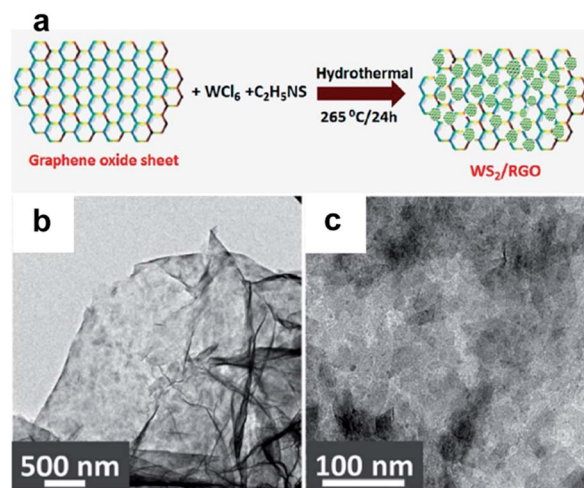 a
+ WCl₆ +C₂H₅NS
Hydrothermal
265 ⁰C/24h
Graphene oxide sheet
WS₂/RGO
b
c
500 nm
100 nm